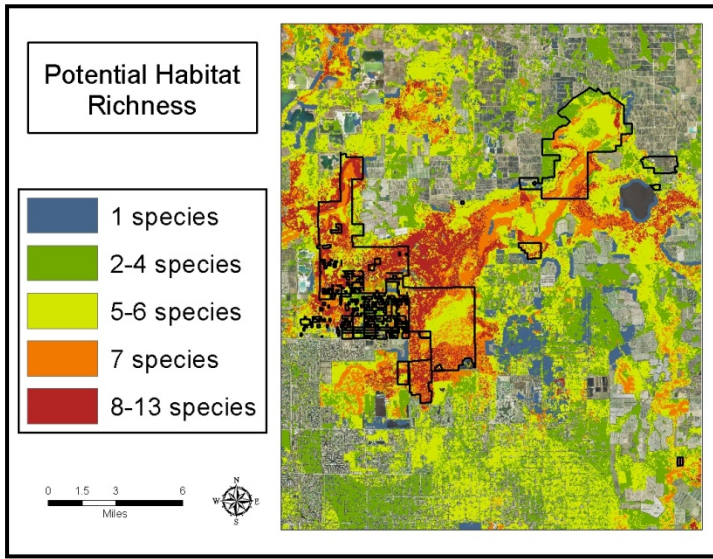 Potential Habitat
Richness
1 species
2-4 species
5-6 species
7 species
8-13 species
0 1.5 3 6
Miles
N
W E
S